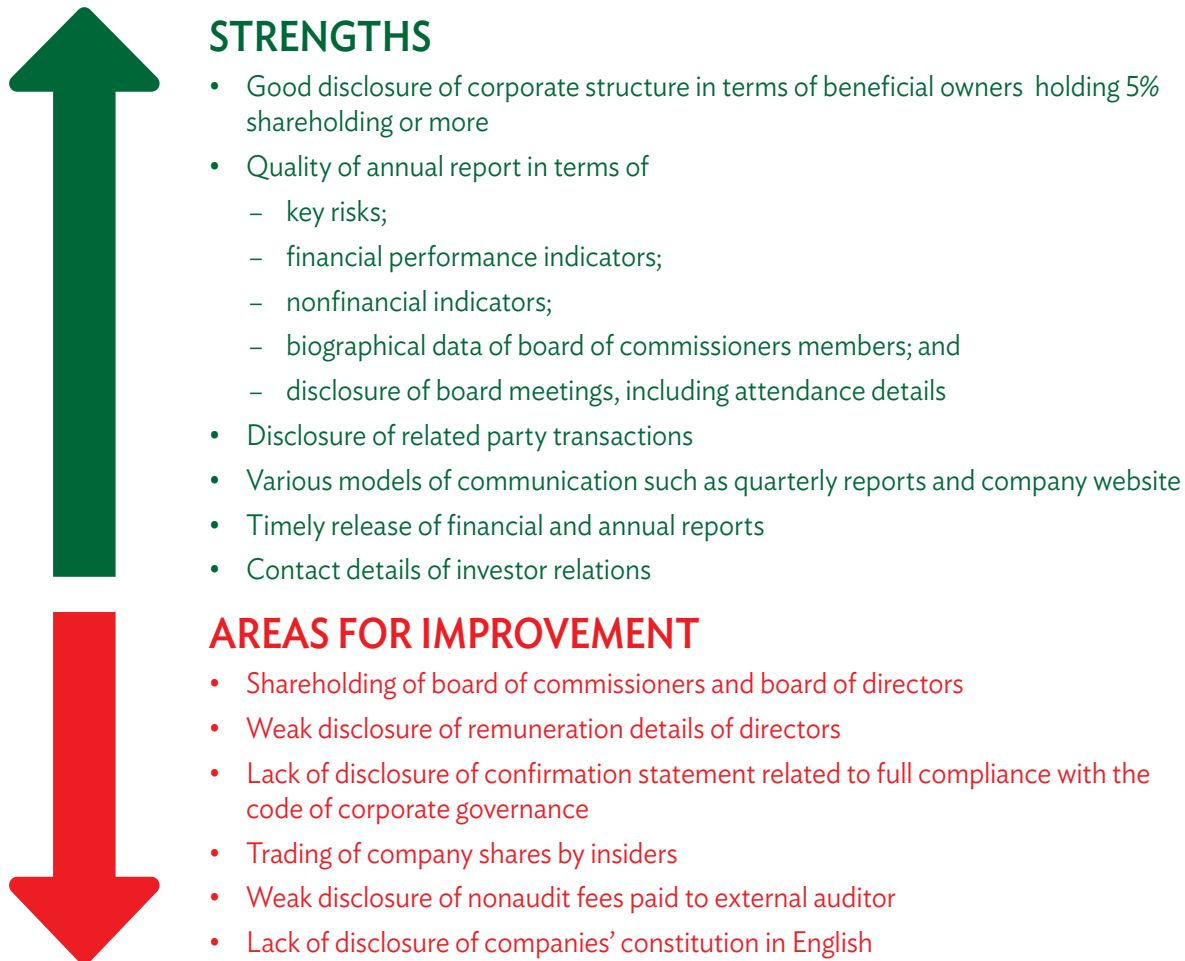 STRENGTHS
• Good disclosure of corporate structure in terms of beneficial owners holding 5%
shareholding or more
• Quality of annual report in terms of
– key risks;
– financial performance indicators;
– nonfinancial indicators;
– biographical data of board of commissioners members; and
– disclosure of board meetings, including attendance details
• Disclosure of related party transactions
• Various models of communication such as quarterly reports and company website
• Timely release of financial and annual reports
• Contact details of investor relations
AREAS FOR IMPROVEMENT
• Shareholding of board of commissioners and board of directors
• Weak disclosure of remuneration details of directors
• Lack of disclosure of confirmation statement related to full compliance with the
code of corporate governance
• Trading of company shares by insiders
• Weak disclosure of nonaudit fees paid to external auditor
• Lack of disclosure of companies’ constitution in English